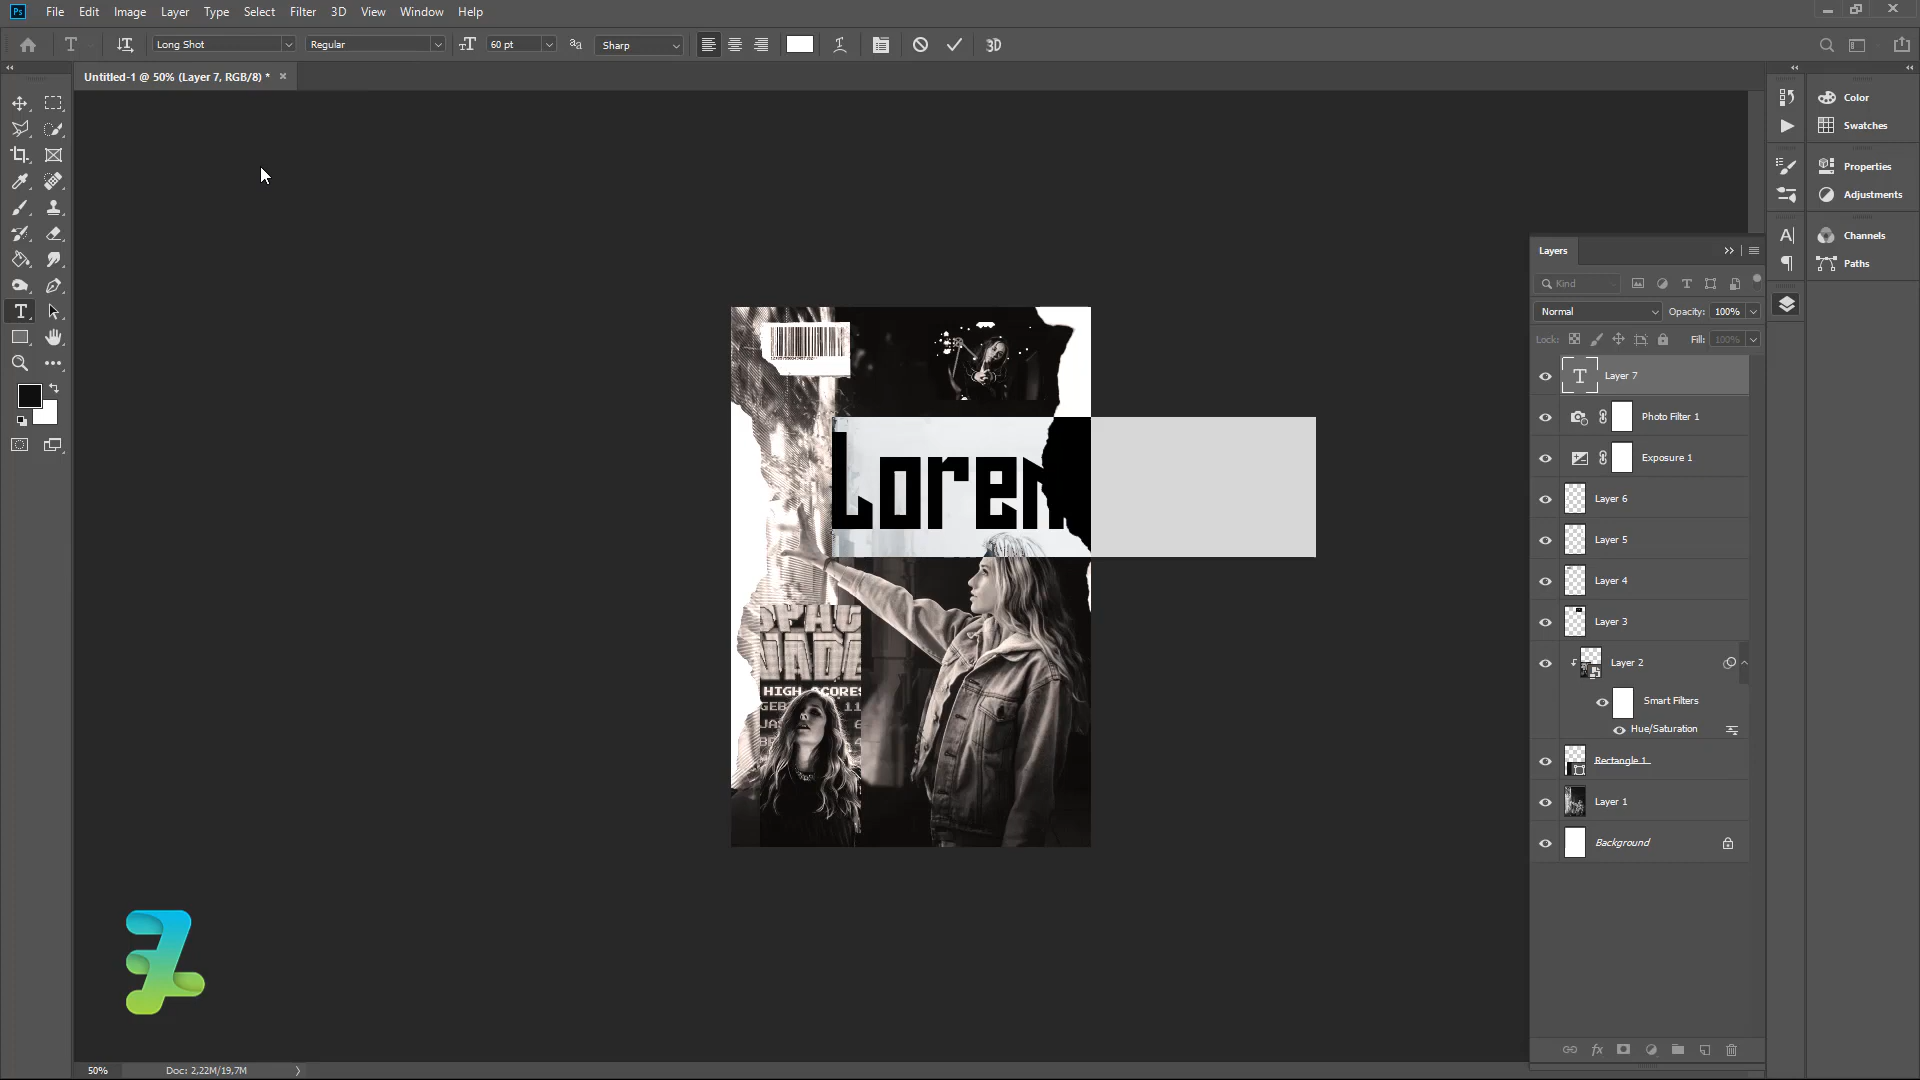 Ps File Edit Image Layer Type Select Filter 3D View Window Help
Long Shot Regular 60 pt Sharp 3D
Untitled-1 @ 50% (Layer 7, RGB/8) *
Color
Swatches
Properties
Adjustments
Channels
Paths
Layers
Kind
Normal Opacity: 100%
Lock: Fill: 100%
Layer 7
Photo Filter 1
Exposure 1
Layer 6
Layer 5
Layer 4
Layer 3
Layer 2
Smart Filters
Hue/Saturation
Rectangle 1
Layer 1
Background
Lorem
HIGH SCORES
50% Doc: 2,22M/19,7M